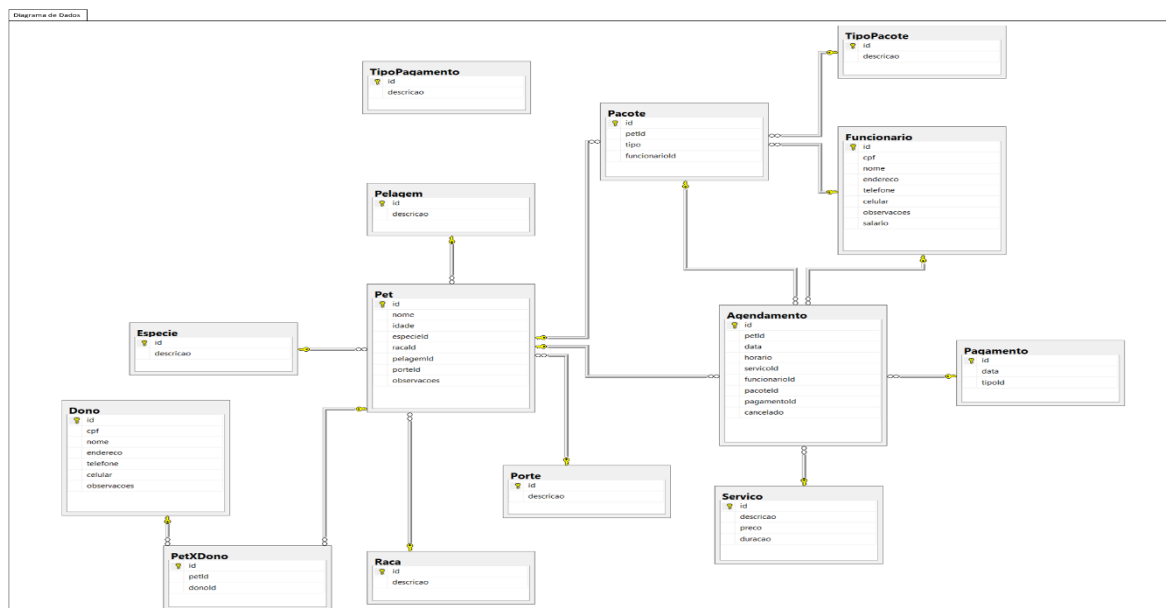 Diagrama de Dados
TipoPagamento
id
descricao
TipoPacote
id
descricao
Pacote
id
petId
tipo
funcionarioId
Funcionario
id
cpf
nome
endereco
telefone
celular
observacoes
salario
Pelagem
id
descricao
Pet
id
nome
idade
especieId
racaId
pelagemId
porteId
observacoes
Especie
id
descricao
Agendamento
id
petId
data
horario
servicoId
funcionarioId
pacoteId
pagamentoId
cancelado
Pagamento
id
data
tipoId
Dono
id
cpf
nome
endereco
telefone
celular
observacoes
Porte
id
descricao
Servico
id
descricao
preco
duracao
PetXDono
id
petId
donoId
Raca
id
descricao